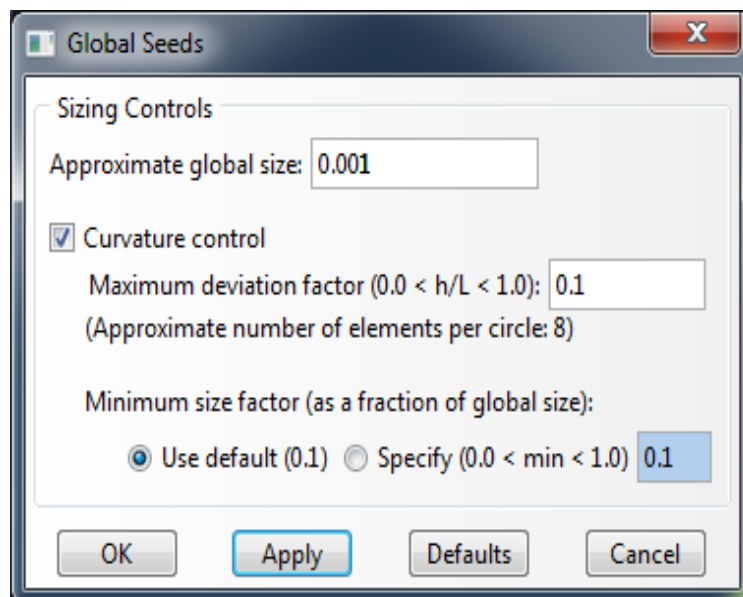 Global Seeds
Sizing Controls
Approximate global size: 0.001
Curvature control
Maximum deviation factor (0.0 < h/L < 1.0): 0.1
(Approximate number of elements per circle: 8)
Minimum size factor (as a fraction of global size):
Use default (0.1) Specify (0.0 < min < 1.0) 0.1
OK Apply Defaults Cancel